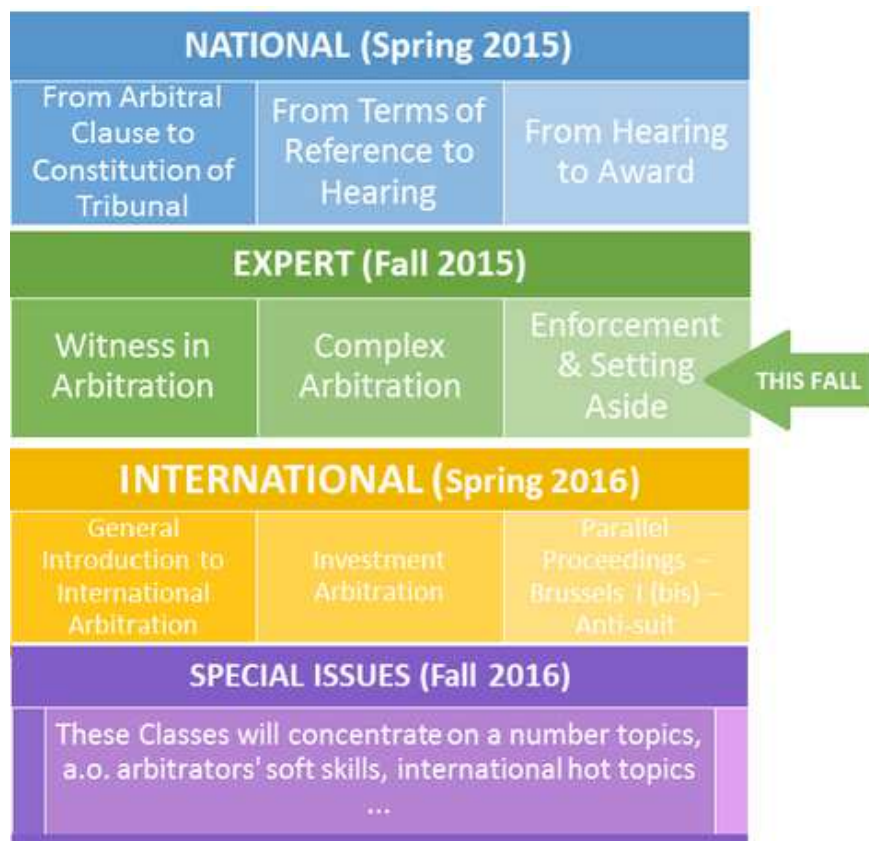 NATIONAL (Spring 2015)
From Arbitral
Clause to
Constitution of
Tribunal
From Terms of
Reference to
Hearing
From Hearing
to Award
EXPERT (Fall 2015)
Witness in
Arbitration
Complex
Arbitration
Enforcement
& Setting
Aside
THIS FALL
INTERNATIONAL (Spring 2016)
General
Introduction to
International
Arbitration
Investment
Arbitration
Parallel
Proceedings –
Brussels I (bis) –
Anti-suit
SPECIAL ISSUES (Fall 2016)
These Classes will concentrate on a number topics,
a.o. arbitrators' soft skills, international hot topics
...